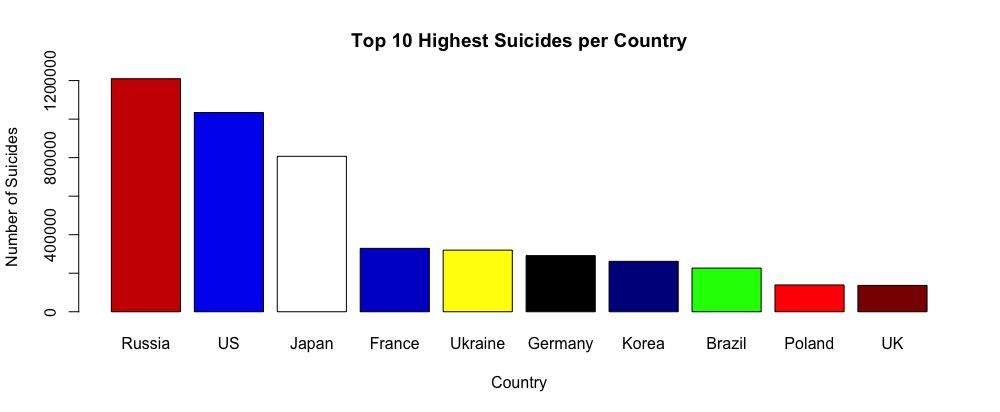 Top 10 Highest Suicides per Country
Number of Suicides
1200000
800000
400000
0
Russia US Japan France Ukraine Germany Korea Brazil Poland UK
Country